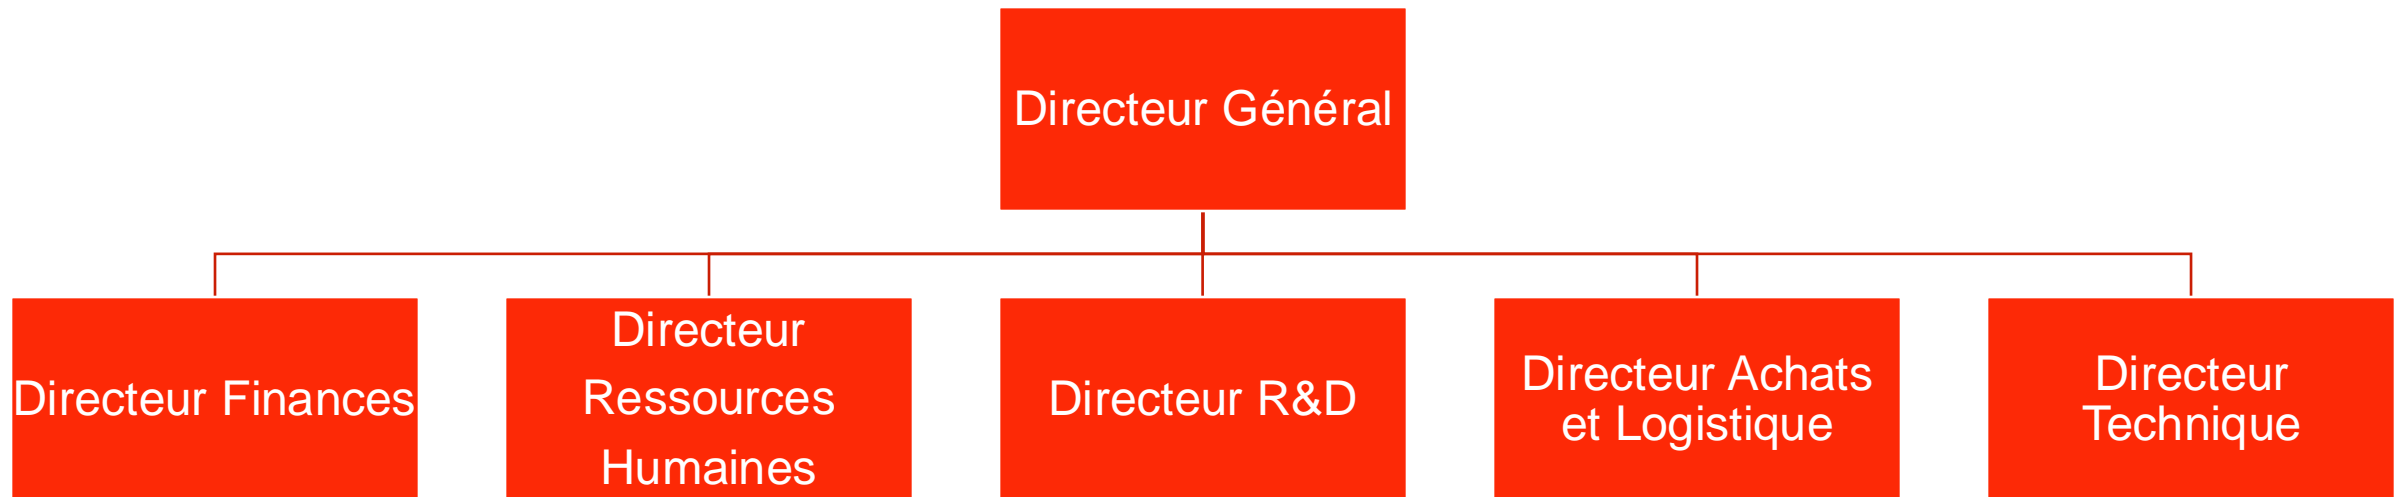 Directeur Général
Directeur Finances
Directeur
Ressources
Humaines
Directeur R&D
Directeur Achats
et Logistique
Directeur
Technique